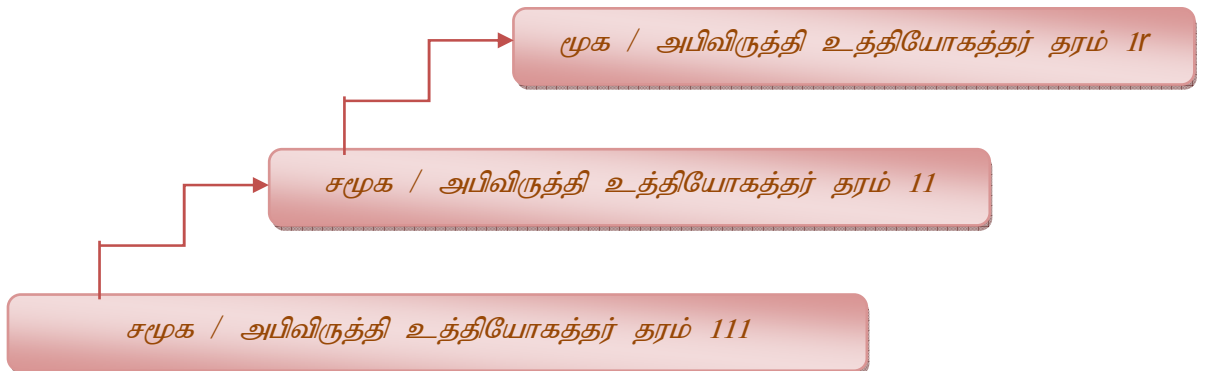 மூக / அபிவிருத்தி உத்தியோகத்தர் தரம் 1r
சமூக / அபிவிருத்தி உத்தியோகத்தர் தரம் 11
சமூக / அபிவிருத்தி உத்தியோகத்தர் தரம் 111